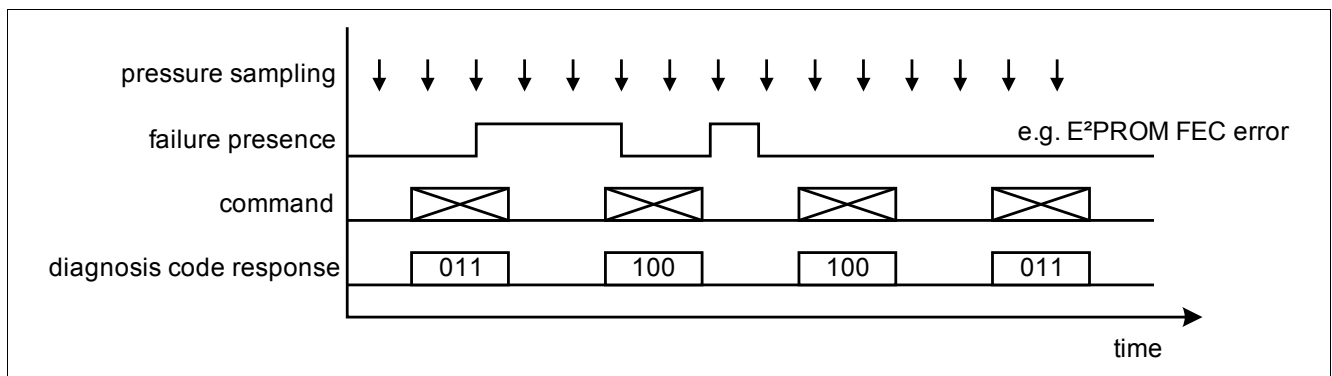 pressure sampling
failure presence
e.g. E²PROM FEC error
command
diagnosis code response
011
100
100
011
time